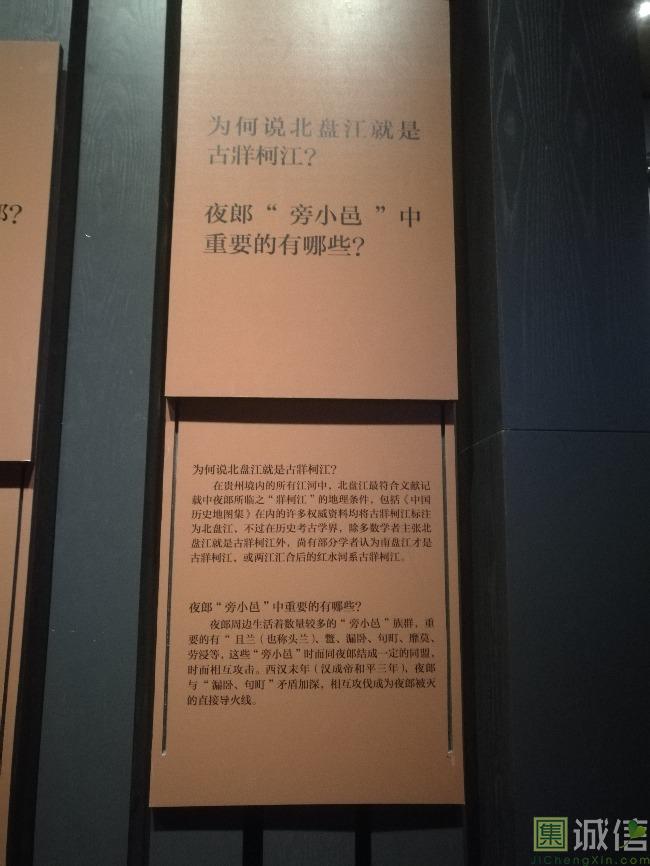 为何说北盘江就是
古牂柯江？
夜郎“旁小邑”中
重要的有哪些？
郎？
为何说北盘江就是古牂柯江？
在贵州境内的所有江河中，北盘江最符合文献记
载中夜郎所临之“牂柯江”的地理条件，包括《中国
历史地图集》在内的许多权威资料均将古牂柯江标注
为北盘江，不过在历史考古学界，除多数学者主张北
盘江就是古牂柯江外，尚有部分学者认为南盘江才是
古牂柯江，或两江汇合后的红水河系古牂柯江。
夜郎“旁小邑”中重要的有哪些？
夜郎周边生活着数量较多的“旁小邑”族群，重
要的有“且兰（也称头兰）、鳖、漏卧、句町、靡莫、
劳浸等，这些“旁小邑”时而同夜郎结成一定的同盟，
时而相互攻击。西汉末年（汉成帝和平三年），夜郎
与“漏卧、句町”矛盾加深，相互攻伐成为夜郎被灭
的直接导火线。
集 诚信
JiChengXin.com